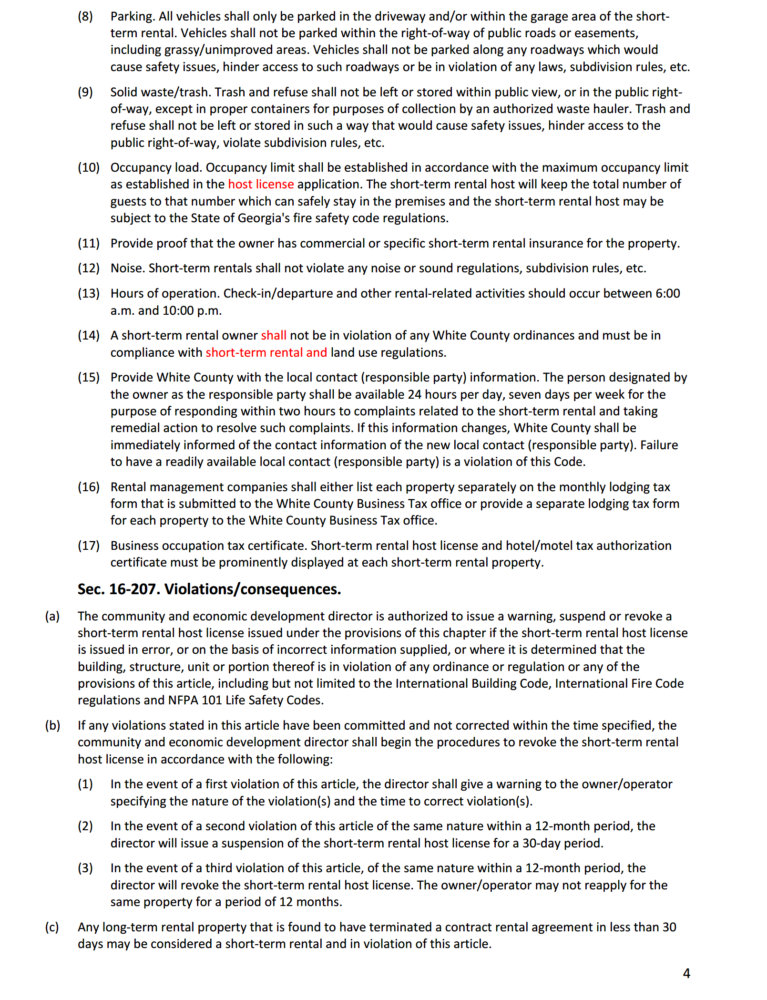 (8) Parking. All vehicles shall only be parked in the driveway and/or within the garage area of the short-
term rental. Vehicles shall not be parked within the right-of-way of public roads or easements,
including grassy/unimproved areas. Vehicles shall not be parked along any roadways which would
cause safety issues, hinder access to such roadways or be in violation of any laws, subdivision rules, etc.
(9) Solid waste/trash. Trash and refuse shall not be left or stored within public view, or in the public right-
of-way, except in proper containers for purposes of collection by an authorized waste hauler. Trash and
refuse shall not be left or stored in such a way that would cause safety issues, hinder access to the
public right-of-way, violate subdivision rules, etc.
(10) Occupancy load. Occupancy limit shall be established in accordance with the maximum occupancy limit
as established in the host license application. The short-term rental host will keep the total number of
guests to that number which can safely stay in the premises and the short-term rental host may be
subject to the State of Georgia's fire safety code regulations.
(11) Provide proof that the owner has commercial or specific short-term rental insurance for the property.
(12) Noise. Short-term rentals shall not violate any noise or sound regulations, subdivision rules, etc.
(13) Hours of operation. Check-in/departure and other rental-related activities should occur between 6:00
a.m. and 10:00 p.m.
(14) A short-term rental owner shall not be in violation of any White County ordinances and must be in
compliance with short-term rental and land use regulations.
(15) Provide White County with the local contact (responsible party) information. The person designated by
the owner as the responsible party shall be available 24 hours per day, seven days per week for the
purpose of responding within two hours to complaints related to the short-term rental and taking
remedial action to resolve such complaints. If this information changes, White County shall be
immediately informed of the contact information of the new local contact (responsible party). Failure
to have a readily available local contact (responsible party) is a violation of this Code.
(16) Rental management companies shall either list each property separately on the monthly lodging tax
form that is submitted to the White County Business Tax office or provide a separate lodging tax form
for each property to the White County Business Tax office.
(17) Business occupation tax certificate. Short-term rental host license and hotel/motel tax authorization
certificate must be prominently displayed at each short-term rental property.
Sec. 16-207. Violations/consequences.
(a) The community and economic development director is authorized to issue a warning, suspend or revoke a
short-term rental host license issued under the provisions of this chapter if the short-term rental host license
is issued in error, or on the basis of incorrect information supplied, or where it is determined that the
building, structure, unit or portion thereof is in violation of any ordinance or regulation or any of the
provisions of this article, including but not limited to the International Building Code, International Fire Code
regulations and NFPA 101 Life Safety Codes.
(b) If any violations stated in this article have been committed and not corrected within the time specified, the
community and economic development director shall begin the procedures to revoke the short-term rental
host license in accordance with the following:
(1) In the event of a first violation of this article, the director shall give a warning to the owner/operator
specifying the nature of the violation(s) and the time to correct violation(s).
(2) In the event of a second violation of this article of the same nature within a 12-month period, the
director will issue a suspension of the short-term rental host license for a 30-day period.
(3) In the event of a third violation of this article, of the same nature within a 12-month period, the
director will revoke the short-term rental host license. The owner/operator may not reapply for the
same property for a period of 12 months.
(c) Any long-term rental property that is found to have terminated a contract rental agreement in less than 30
days may be considered a short-term rental and in violation of this article.
4